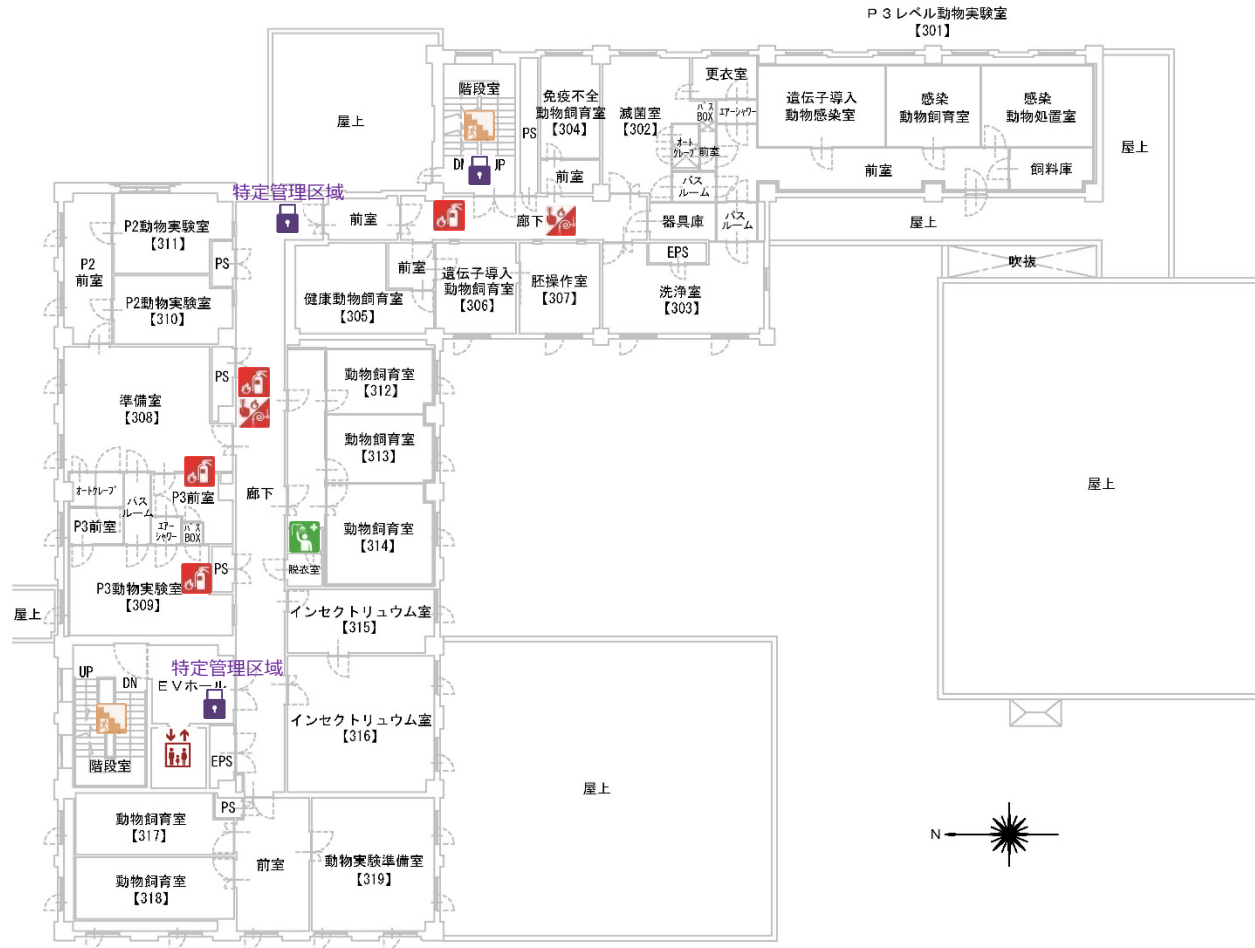 P3レベル動物実験室
【301】
屋上
階段室
DN
UP
PS
免疫不全
動物飼育室
【304】
前室
滅菌室
【302】
更衣室
パス
BOX
エアーシャワー
オート
クレーブ
前室
パス
ルーム
遺伝子導入
動物感染室
感染
動物飼育室
感染
動物処置室
前室
飼料庫
屋上
特定管理区域
前室
廊下
器具庫
パス
ルーム
屋上
P2動物実験室
【311】
PS
P2
前室
P2動物実験室
【310】
健康動物飼育室
【305】
前室
遺伝子導入
動物飼育室
【306】
胚操作室
【307】
EPS
洗浄室
【303】
吹抜
準備室
【308】
PS
動物飼育室
【312】
動物飼育室
【313】
動物飼育室
【314】
廊下
屋上
オートクレーブ
パス
ルーム
P3前室
P3前室
エアー
シャワー
パス
BOX
脱衣室
P3動物実験室
【309】
PS
屋上
インセクトリュウム室
【315】
特定管理区域
EVホール
UP
DN
階段室
EPS
インセクトリュウム室
【316】
屋上
PS
動物飼育室
【317】
動物飼育室
【318】
前室
動物実験準備室
【319】
N